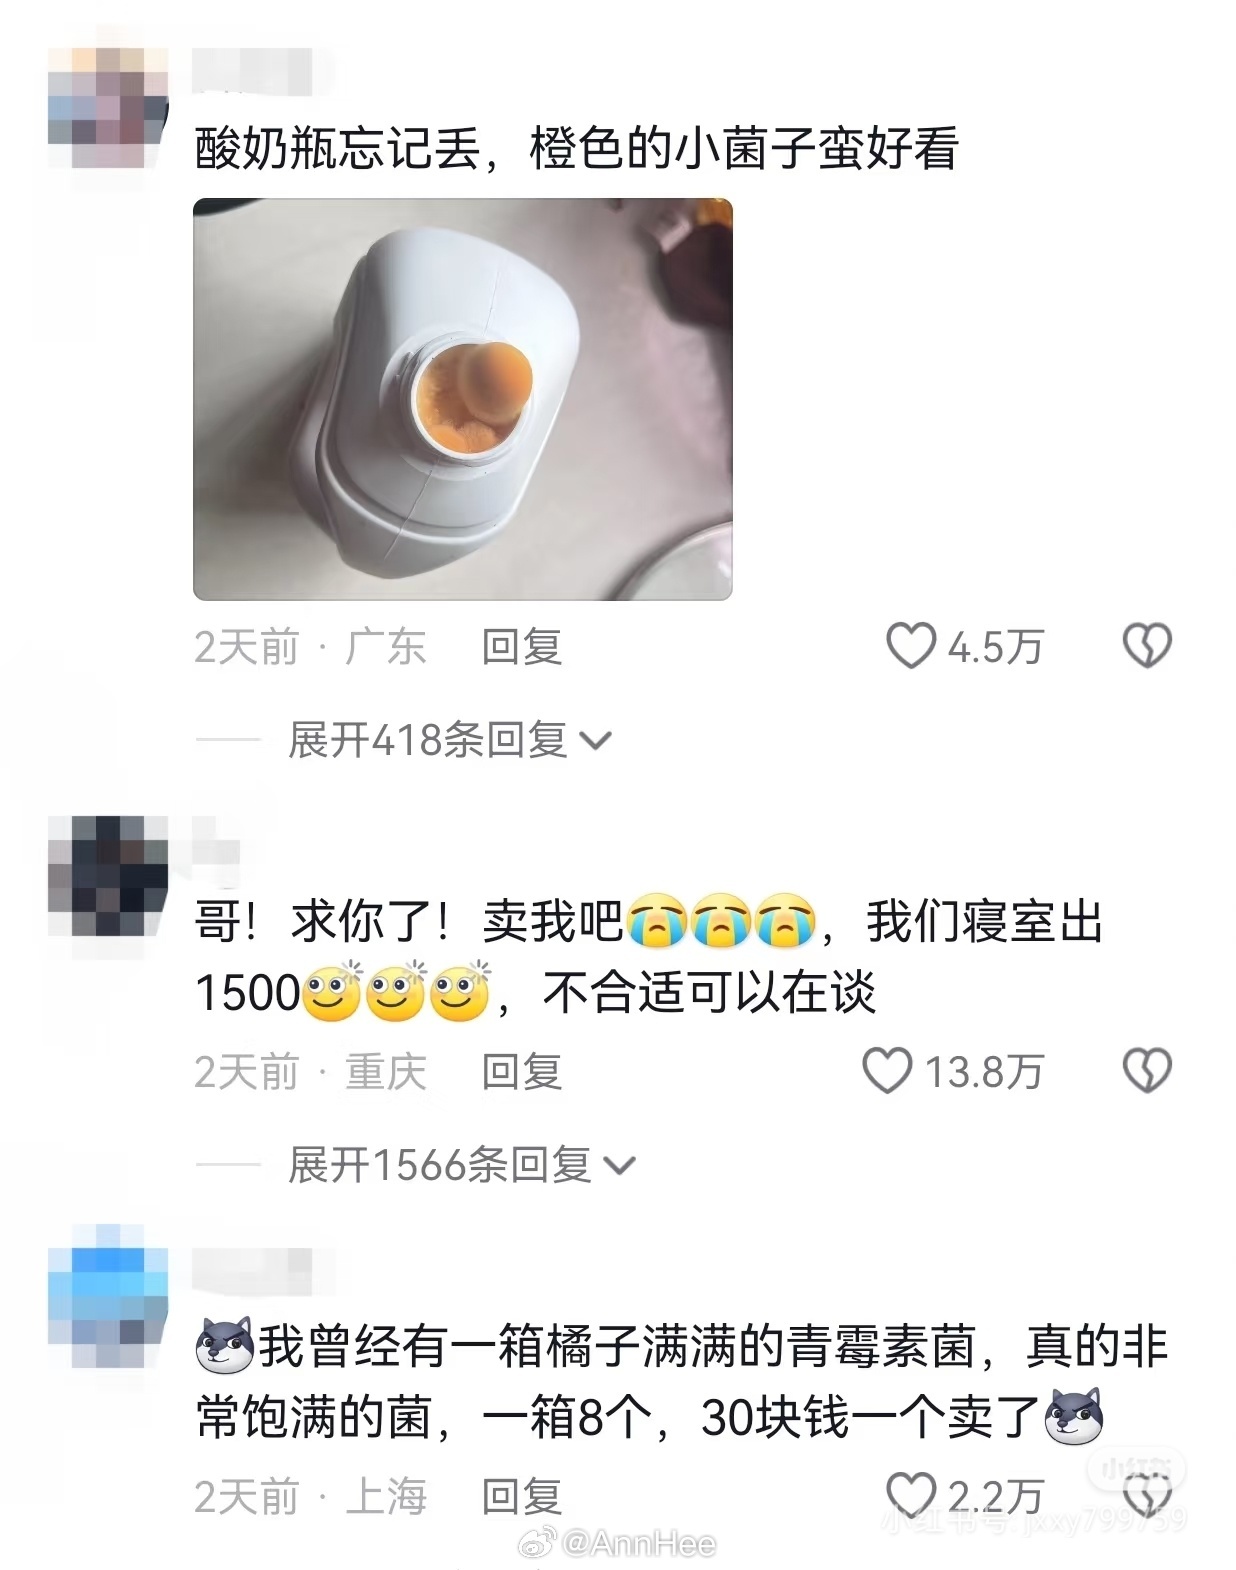 酸奶瓶忘记丢，橙色的小菌子蛮好看
2天前 · 广东 回复 4.5万
展开418条回复
哥！求你了！卖我吧😭😭😭，我们寝室出
1500，不合适可以在谈
2天前 · 重庆 回复 13.8万
展开1566条回复
我曾经有一箱橘子满满的青霉素菌，真的非
常饱满的菌，一箱8个，30块钱一个卖了
2天前 · 上海 回复 2.2万
小红书
小红书号: jxxy799759
@AnnHee